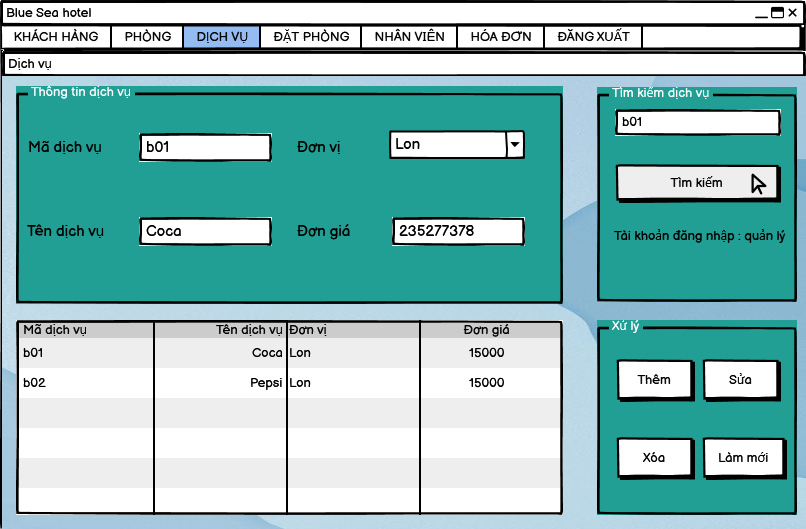 Blue Sea hotel
KHÁCH HÀNG PHÒNG DỊCH VỤ ĐẶT PHÒNG NHÂN VIÊN HÓA ĐƠN ĐĂNG XUẤT
Dịch vụ
Thông tin dịch vụ
Mã dịch vụ b01 Đơn vị Lon
Tên dịch vụ Coca Đơn giá 235277378
Tìm kiếm dịch vụ
b01
Tìm kiếm
Tài khoản đăng nhập : quản lý
Mã dịch vụ Tên dịch vụ Đơn vị Đơn giá
b01 Coca Lon 15000
b02 Pepsi Lon 15000
Xử lý
Thêm Sửa
Xóa Làm mới